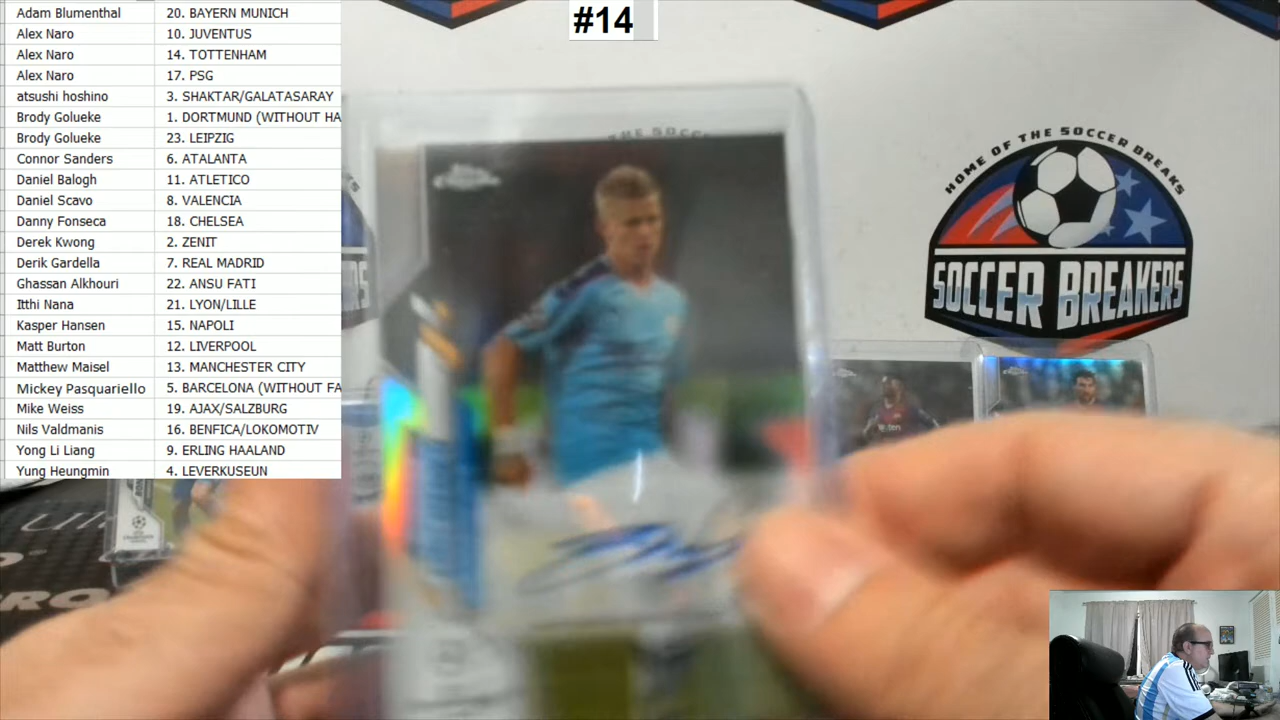 #14
Adam Blumenthal 20. BAYERN MUNICH
Alex Naro 10. JUVENTUS
Alex Naro 14. TOTTENHAM
Alex Naro 17. PSG
atsushi hoshino 3. SHAKTAR/GALATASARAY
Brody Golueke 1. DORTMUND (WITHOUT HA
Brody Golueke 23. LEIPZIG
Connor Sanders 6. ATALANTA
Daniel Balogh 11. ATLETICO
Daniel Scavo 8. VALENCIA
Danny Fonseca 18. CHELSEA
Derek Kwong 2. ZENIT
Derik Gardella 7. REAL MADRID
Ghassan Alkhouri 22. ANSU FATI
Itthi Nana 21. LYON/LILLE
Kasper Hansen 15. NAPOLI
Matt Burton 12. LIVERPOOL
Matthew Maisel 13. MANCHESTER CITY
Mickey Pasquariello 5. BARCELONA (WITHOUT FA
Mike Weiss 19. AJAX/SALZBURG
Nils Valdmanis 16. BENFICA/LOKOMOTIV
Yong Li Liang 9. ERLING HAALAND
Yung Heungmin 4. LEVERKUSEUN
THE SOCC
Chrome
HOME OF THE SOCCER BREAKS
SOCCER BREAKERS